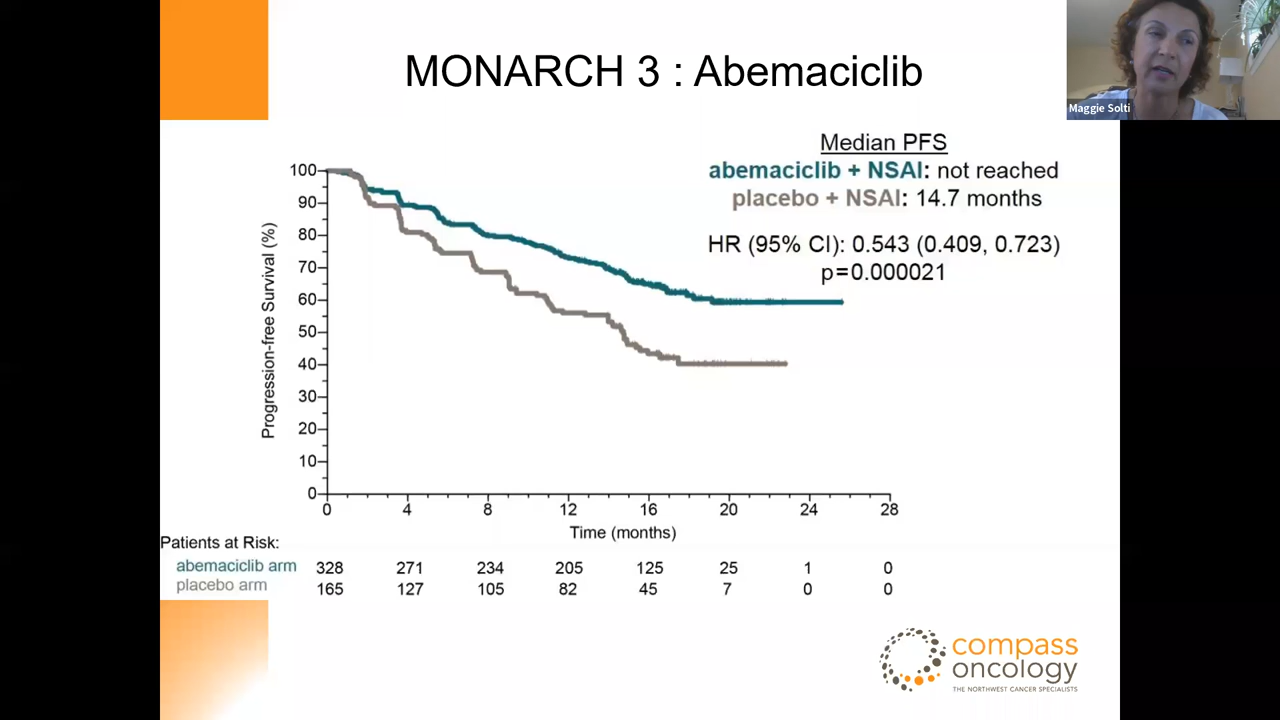 MONARCH 3 : Abemaciclib
Maggie Solti
Median PFS
abemaciclib + NSAI: not reached
placebo + NSAI: 14.7 months
HR (95% CI): 0.543 (0.409, 0.723)
p=0.000021
Progression-free Survival (%)
100
90
80
70
60
50
40
30
20
10
0
0 4 8 12 16 20 24 28
Time (months)
Patients at Risk:
abemaciclib arm 328 271 234 205 125 25 1 0
placebo arm 165 127 105 82 45 7 0 0
compass
oncology
THE NORTHWEST CANCER SPECIALISTS